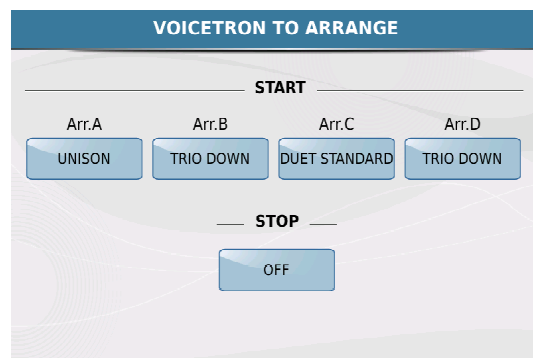 VOICETRON TO ARRANGE
START
Arr.A Arr.B Arr.C Arr.D
UNISON TRIO DOWN DUET STANDARD TRIO DOWN
STOP
OFF